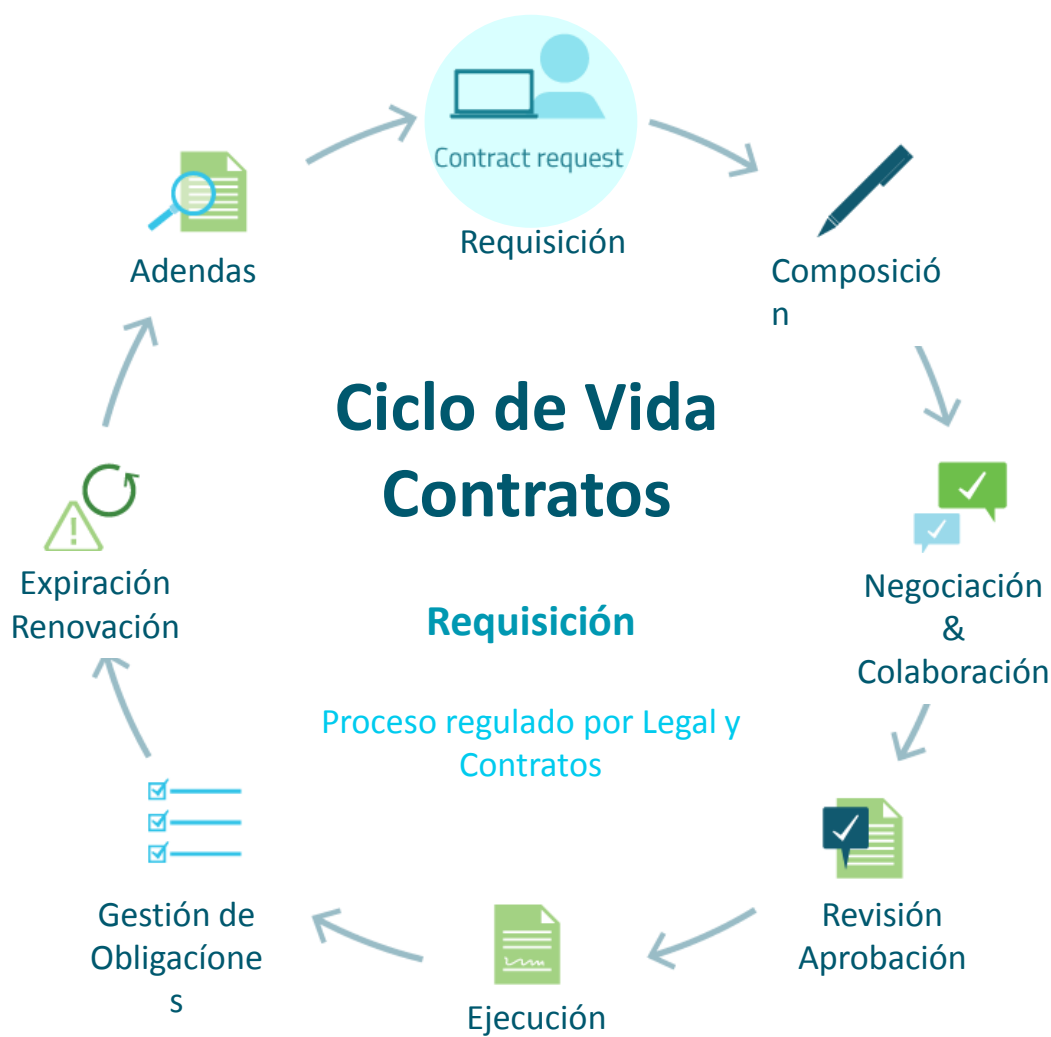 Contract request
Requisición
Adendas
Composició
n
Ciclo de Vida
Contratos
Expiración
Renovación
Negociación
&
Colaboración
Requisición
Proceso regulado por Legal y
Contratos
Gestión de
Obligacíone
s
Revisión
Aprobación
Ejecución